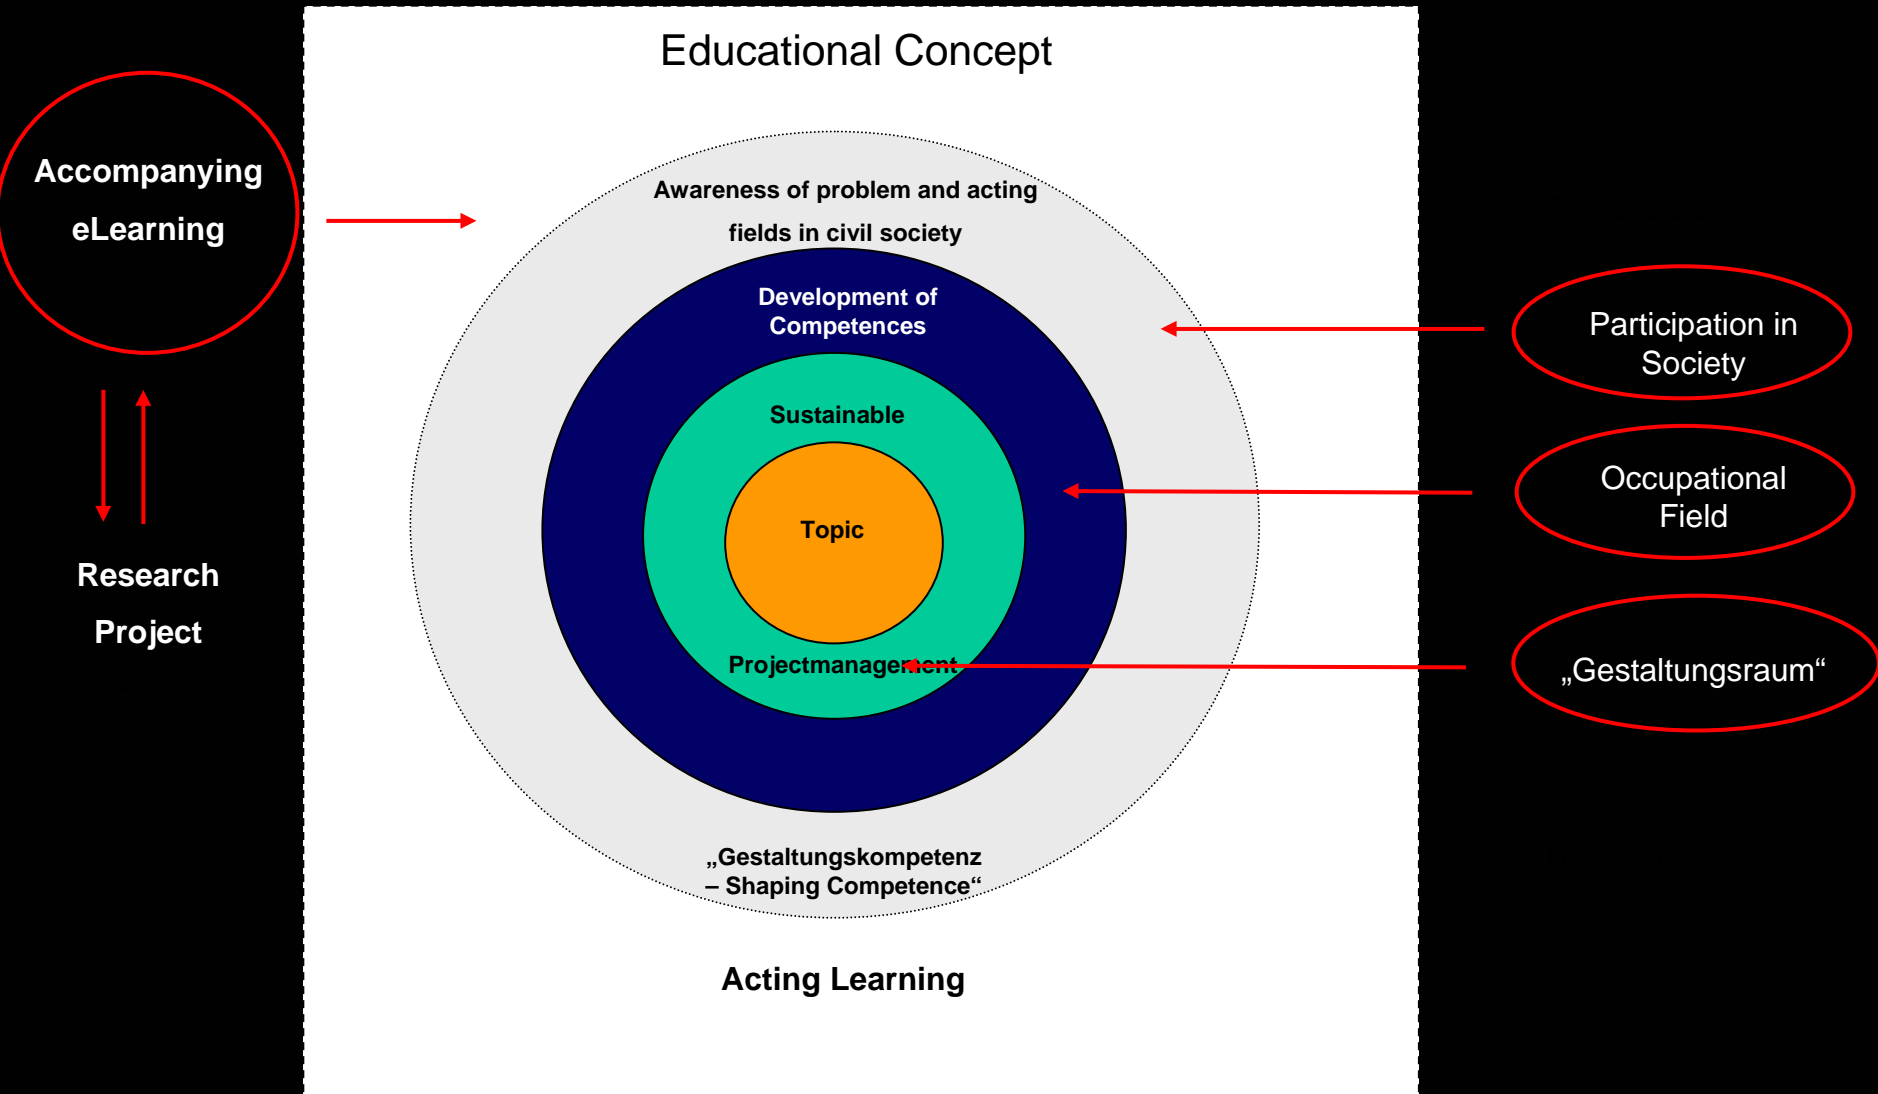 Educational Concept
Accompanying
eLearning
Research
Project
Awareness of problem and acting
fields in civil society
Development of
Competences
Sustainable
Topic
Projectmanagement
„Gestaltungskompetenz
– Shaping Competence“
Acting Learning
Participation in
Society
Occupational
Field
„Gestaltungsraum“